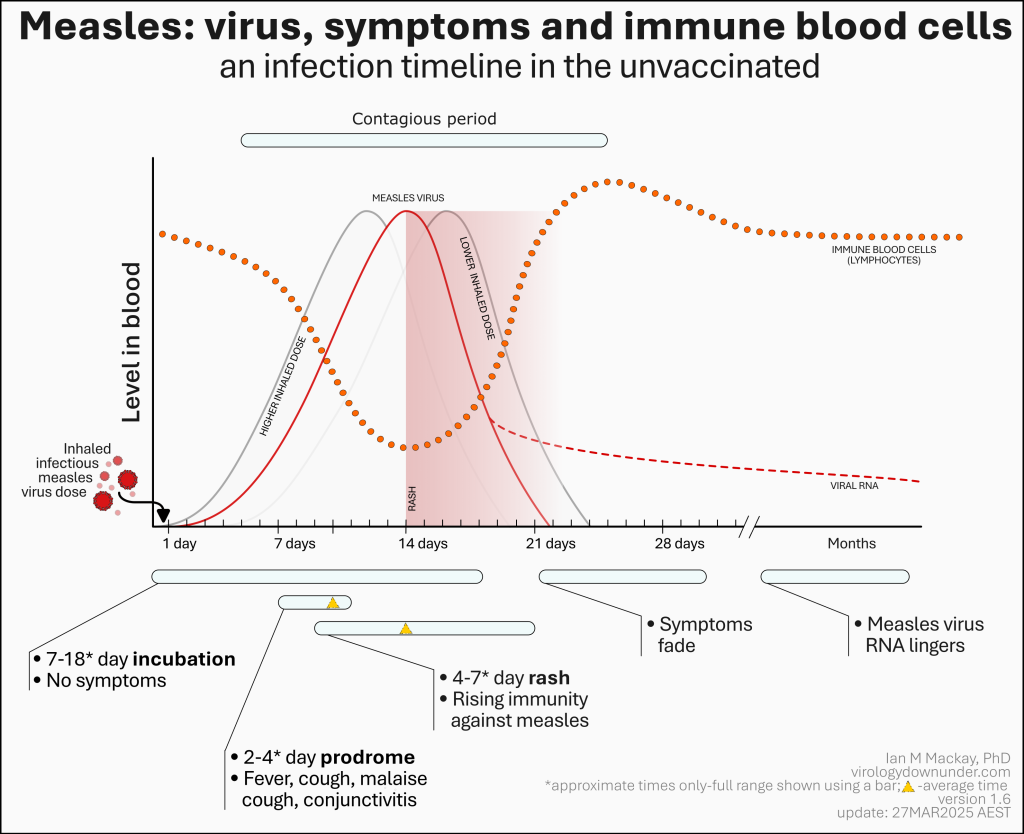 Measles: virus, symptoms and immune blood cells
an infection timeline in the unvaccinated
Contagious period
MEASLES VIRUS
IMMUNE BLOOD CELLS
(LYMPHOCYTES)
Level in blood
HIGHER INHALED DOSE
LOWER INHALED DOSE
Inhaled
infectious
measles
virus dose
RASH
VIRAL RNA
1 day
7 days
14 days
21 days
28 days
Months
• 7-18* day incubation
• No symptoms
• 2-4* day prodrome
• Fever, cough, malaise
cough, conjunctivitis
• 4-7* day rash
• Rising immunity
against measles
• Symptoms
fade
• Measles virus
RNA lingers
Ian M Mackay, PhD
virologydownunder.com
*approximate times only-full range shown using a bar; -average time
version 1.6
update: 27MAR2025 AEST